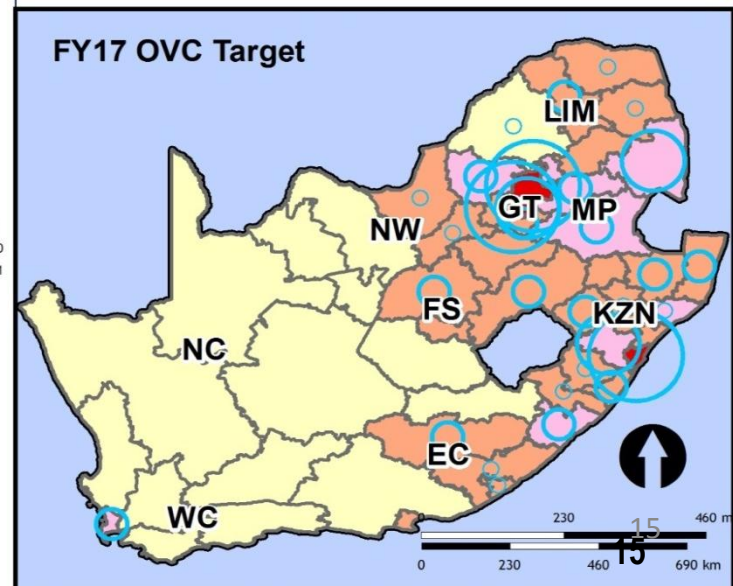 FY17 OVC Target
LIM
GT MP
NW
FS
KZN
NC
EC
WC
230 460 m
15
15
0 230 460 690 km